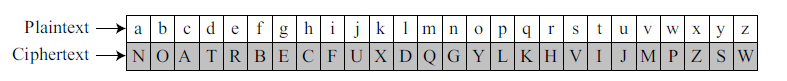 Plaintext a b c d e f g h i j k l m n o p q r s t u v w x y z
Ciphertext N O A T R B E C F U X D Q G Y L K H V I J M P Z S W